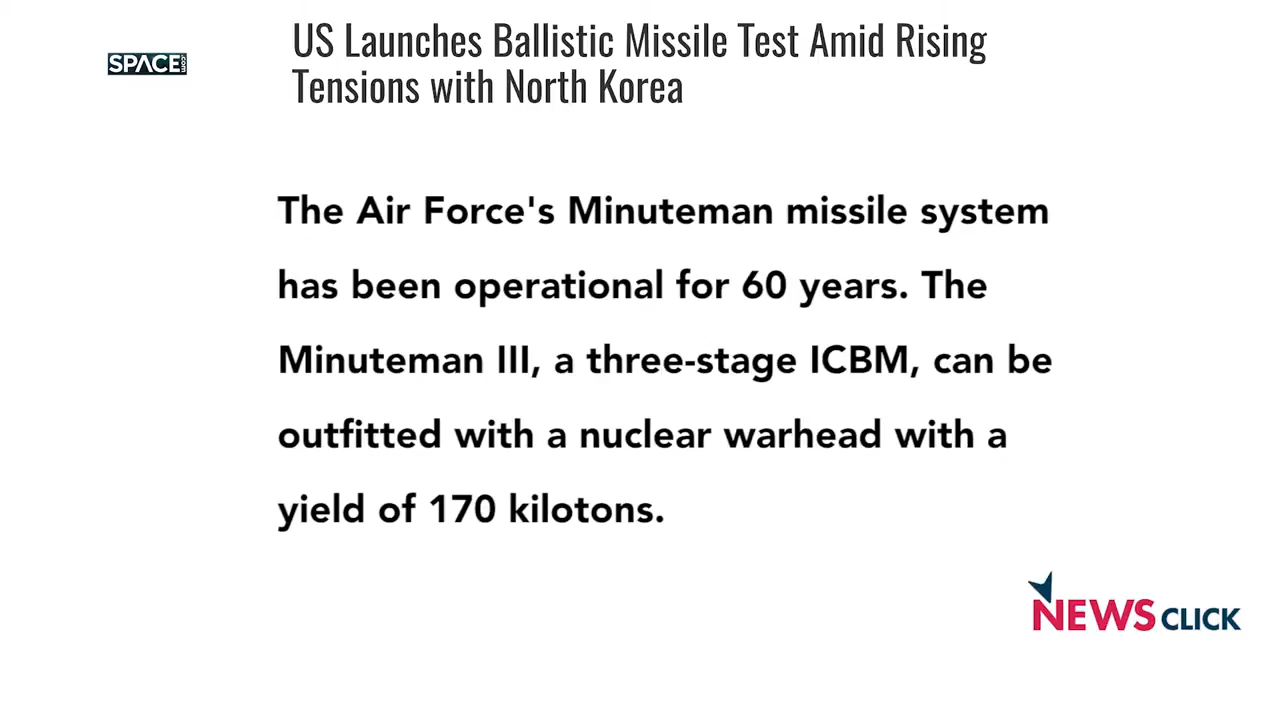 SPACE.com
US Launches Ballistic Missile Test Amid Rising
Tensions with North Korea
The Air Force's Minuteman missile system
has been operational for 60 years. The
Minuteman III, a three-stage ICBM, can be
outfitted with a nuclear warhead with a
yield of 170 kilotons.
NEWSCLICK